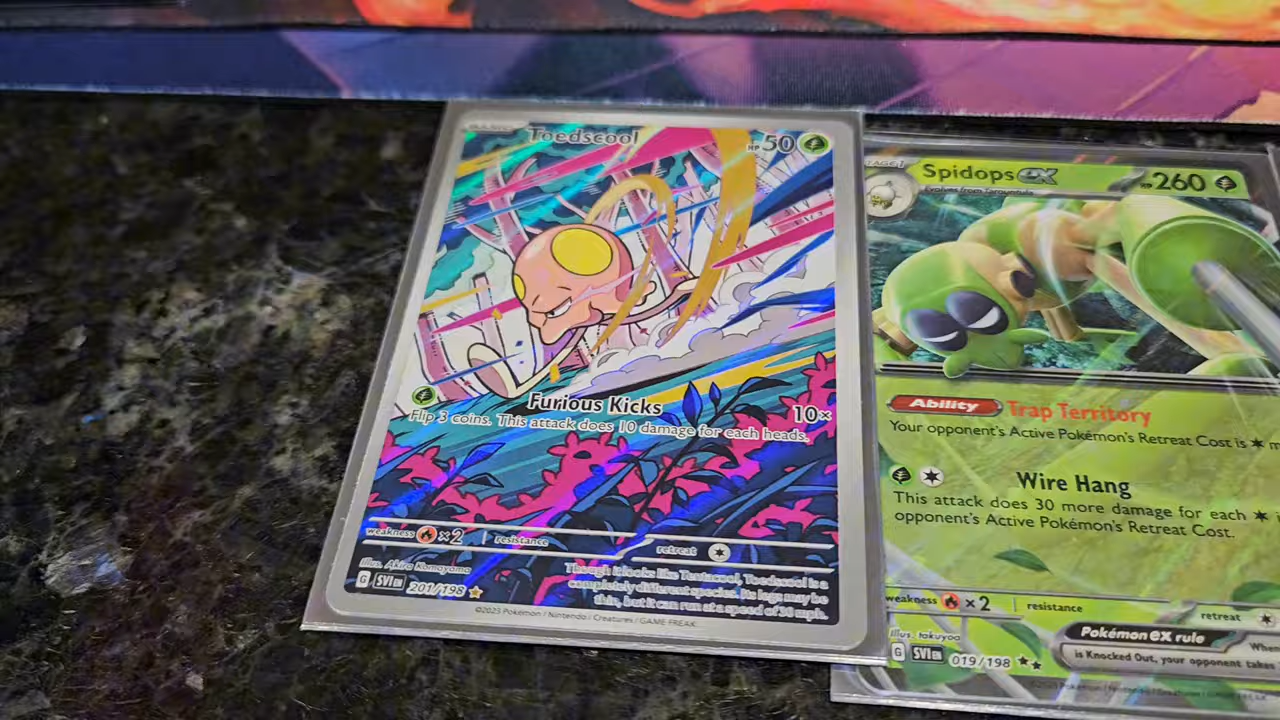 Toedscool
HP 50
Furious Kicks 10×
Flip 3 coins. This attack does 10 damage for each heads.
weakness ×2 resistance retreat
Illus. Akira Komayama
G SVI EN 201/198
Though it looks like Tentacool, Toedscool is a
completely different species. Its legs may be
thin, but it can run at a speed of 30 mph.
©2023 Pokémon / Nintendo / Creatures / GAME FREAK
STAGE 1
Spidops ex HP 260
Evolves from Tarountula
Ability Trap Territory
Your opponent's Active Pokémon's Retreat Cost is
Wire Hang
This attack does 30 more damage for each
opponent's Active Pokémon's Retreat Cost.
weakness ×2 resistance
retreat
Illus. takuyoa
G SVI EN 019/198
Pokémon ex rule
When
is Knocked Out, your opponent takes